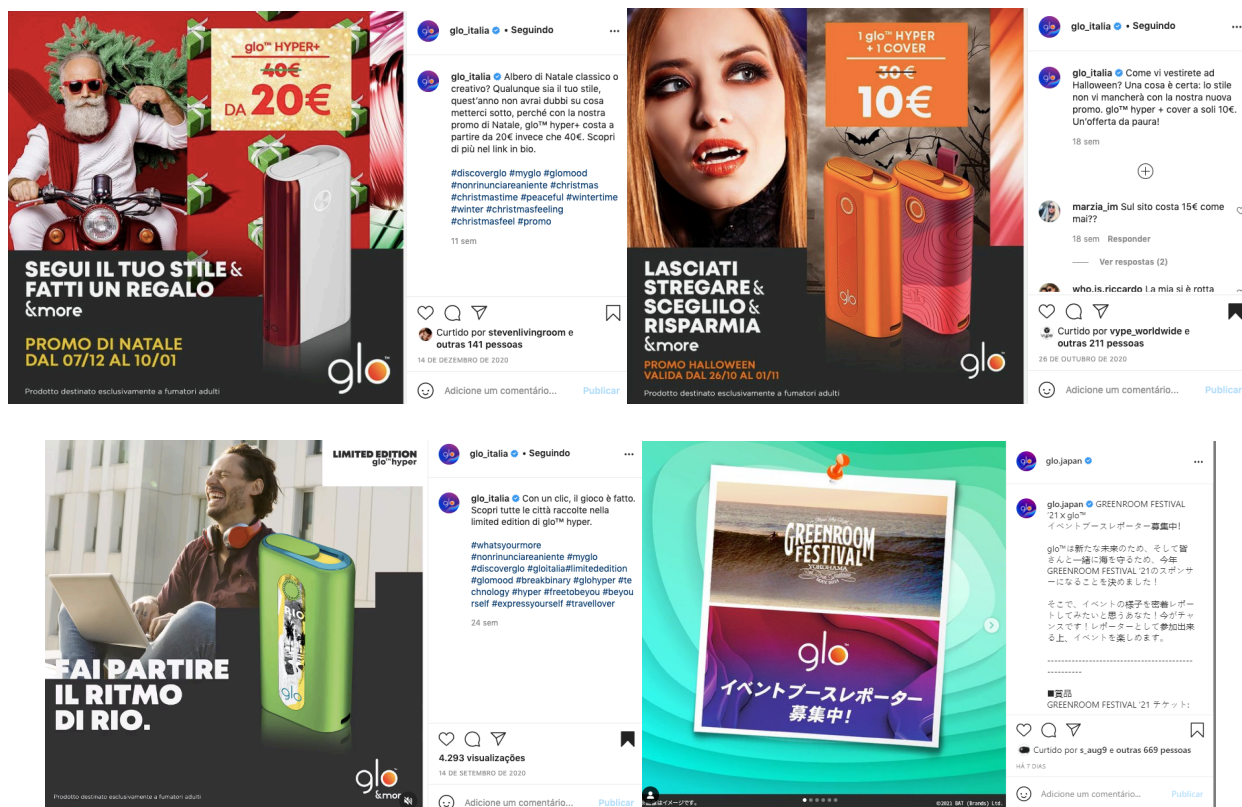 glo™ HYPER+
40€
DA 20€
SEGUI IL TUO STILE &
FATTI UN REGALO
&more
PROMO DI NATALE
DAL 07/12 AL 10/01
glo
Prodotto destinato esclusivamente a fumatori adulti
glo_italia • Seguindo
glo_italia Albero di Natale classico o
creativo? Qualunque sia il tuo stile,
quest'anno non avrai dubbi su cosa
metterci sotto, perché con la nostra
promo di Natale, glo™ hyper+ costa a
partire da 20€ invece che 40€. Scopri
di più nel link in bio.
#discoverglo #myglo #glomood
#nonrinunciareaniente #christmas
#christmastime #peaceful #wintertime
#winter #christmasfeeling
#christmasfeel #promo
11 sem
Curtido por stevenlivingroom e
outras 141 pessoas
14 DE DEZEMBRO DE 2020
Adicione um comentário... Publicar
1 glo™ HYPER
+ 1 COVER
30€
10€
glo
LASCIATI
STREGARE &
SCEGLILO &
RISPARMIA
&more
PROMO HALLOWEEN
VALIDA DAL 26/10 AL 01/11
glo
Prodotto destinato esclusivamente a fumatori adulti
glo_italia • Seguindo
glo_italia Come vi vestirete ad
Halloween? Una cosa è certa: lo stile
non vi mancherà con la nostra nuova
promo. glo™ hyper + cover a soli 10€.
Un'offerta da paura!
18 sem
marzia_im Sul sito costa 15€ come
mai??
18 sem Responder
Ver respostas (2)
who.is.riccardo La mia si è rotta
Curtido por vype_worldwide e
outras 211 pessoas
26 DE OUTUBRO DE 2020
Adicione um comentário... Publicar
LIMITED EDITION
glo™hyper
RIO
glo
FAI PARTIRE
IL RITMO
DI RIO.
glo
&more
Prodotto destinato esclusivamente a fumatori adulti
glo_italia • Seguindo
glo_italia Con un clic, il gioco è fatto.
Scopri tutte le città raccolte nella
limited edition di glo™ hyper.
#whatsyourmore
#nonrinunciareaniente #myglo
#discoverglo #gloitalia#limitededition
#glomood #breakbinary #glohyper #te
chnology #hyper #freetobeyou #beyou
rself #expressyourself #travellover
24 sem
4.293 visualizações
14 DE SETEMBRO DE 2020
Adicione um comentário... Publicar
GREENROOM
FESTIVAL
YOKOHAMA
glo™
イベントブースレポーター
募集中!
はイメージです。
©2021 BAT (Brands) Ltd.
glo.japan
glo.japan GREENROOM FESTIVAL
'21 x glo™
イベントブースレポーター募集中!
glo™は新たな未来のため、そして皆
さんと一緒に海を守るため、今年
GREENROOM FESTIVAL '21のスポンサ
ーになることを決めました！
そこで、イベントの様子を密着レポー
トしてみたいと思うあなた！今がチャ
ンスです！レポーターとして参加出来
る上、イベントを楽しめます。
------------------------------------------
----------
■賞品
GREENROOM FESTIVAL '21 チケット:
Curtido por s_aug9 e outras 669 pessoas
HÁ 7 DIAS
Adicione um comentário... Publicar